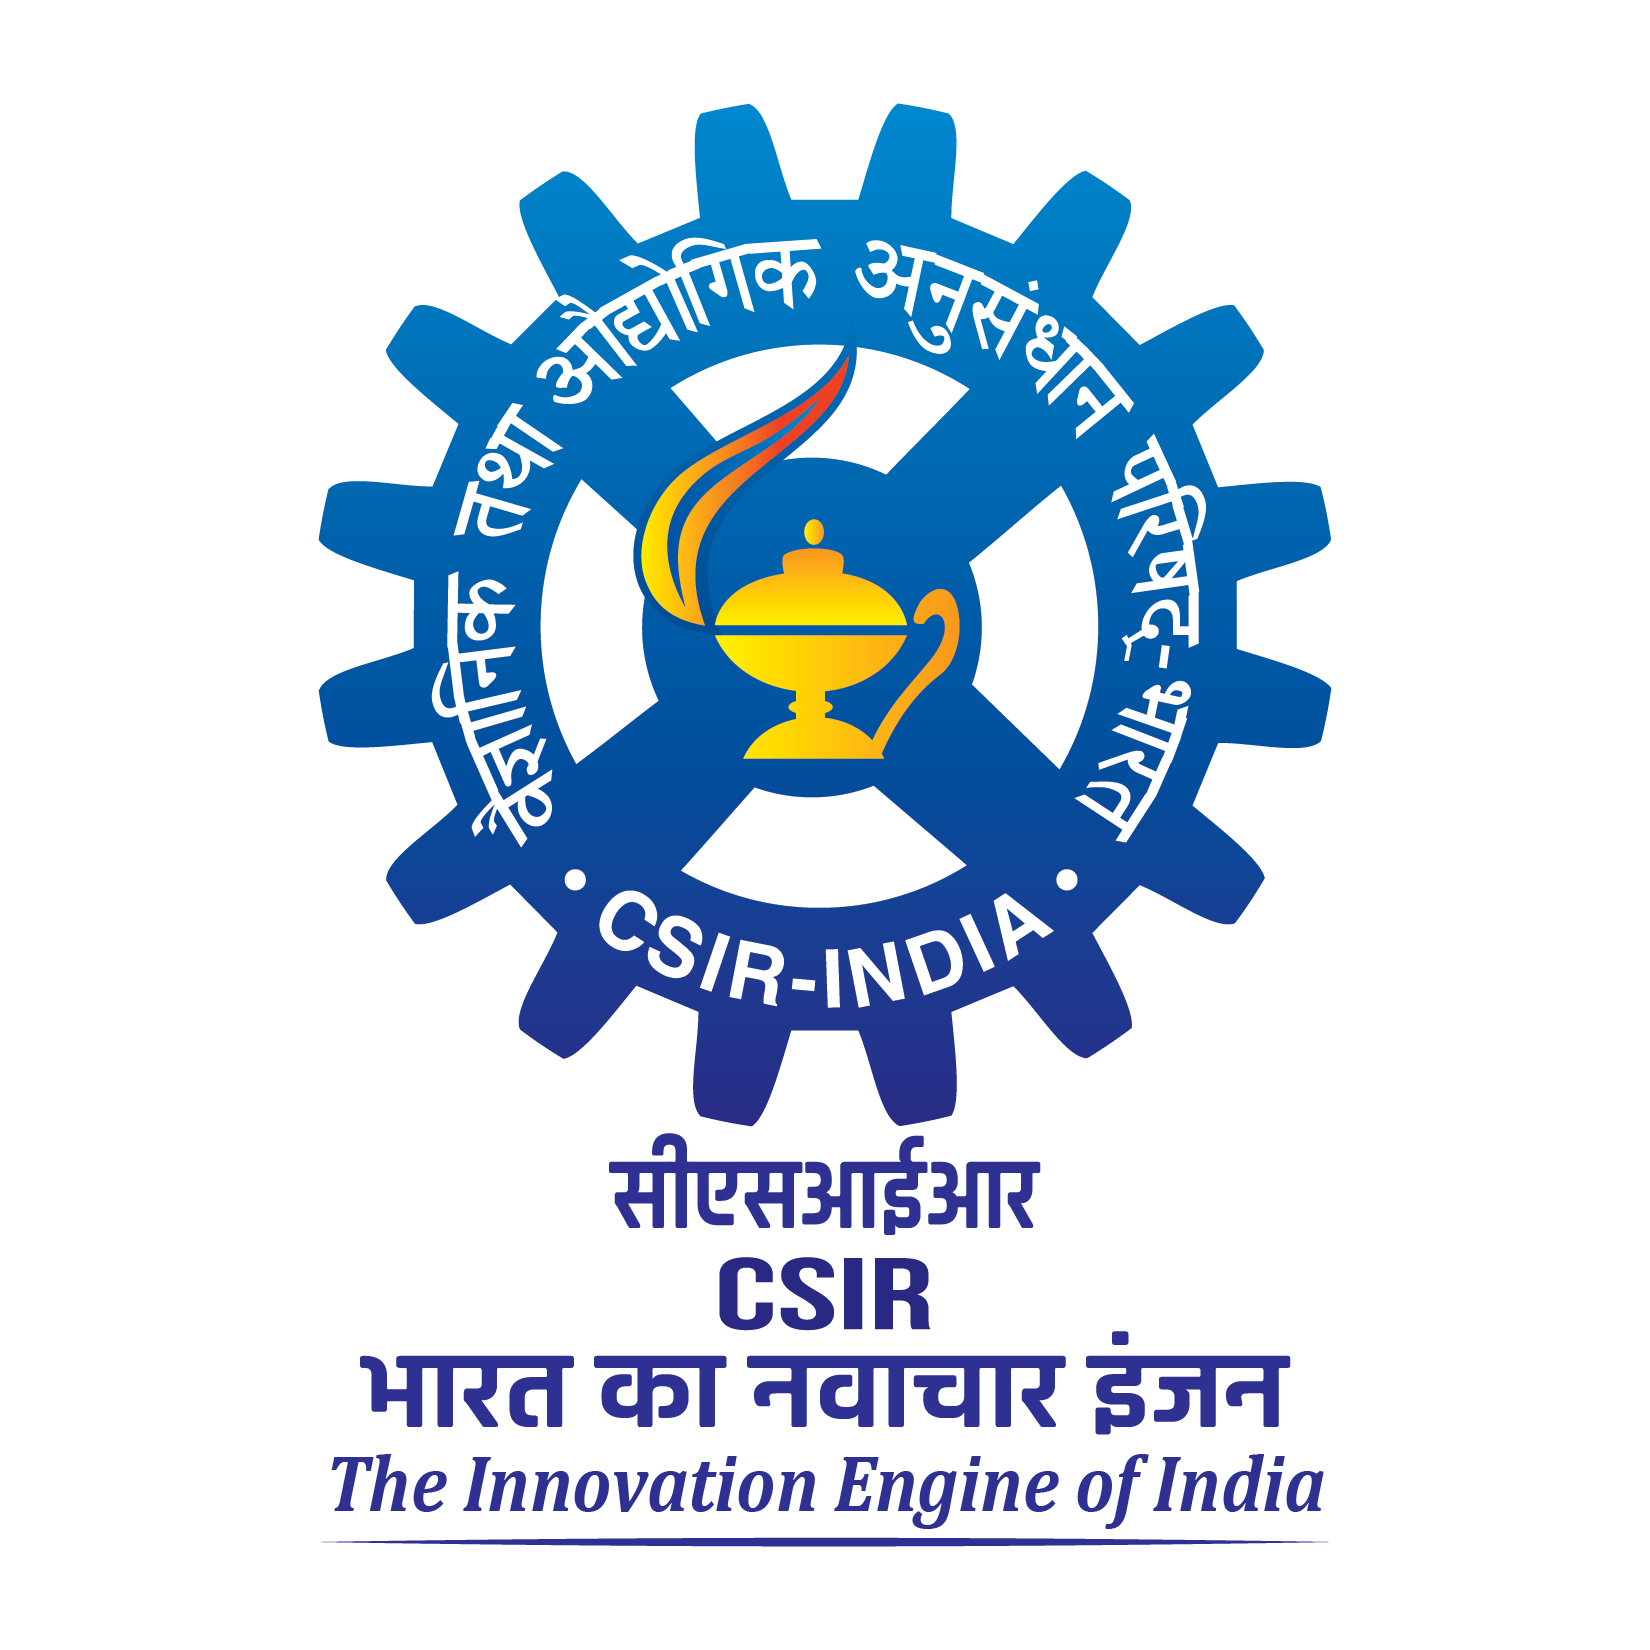 वैज्ञानिक तथा औद्योगिक अनुसंधान परिषद्-भारत
• CSIR-INDIA •
सीएसआईआर
CSIR
भारत का नवाचार इंजन
The Innovation Engine of India